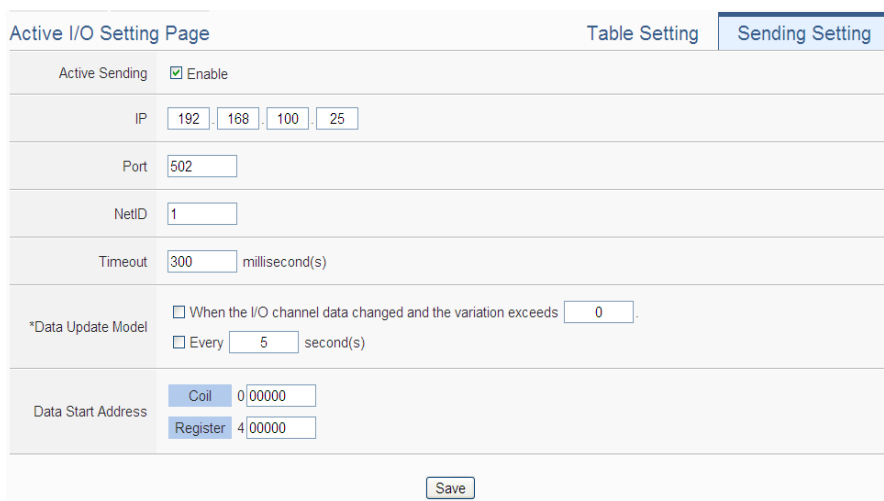 Active I/O Setting Page Table Setting Sending Setting
Active Sending Enable
IP 192 . 168 . 100 . 25
Port 502
NetID 1
Timeout 300 millisecond(s)
*Data Update Model When the I/O channel data changed and the variation exceeds 0 .
Every 5 second(s)
Data Start Address Coil 0 00000
Register 4 00000
Save